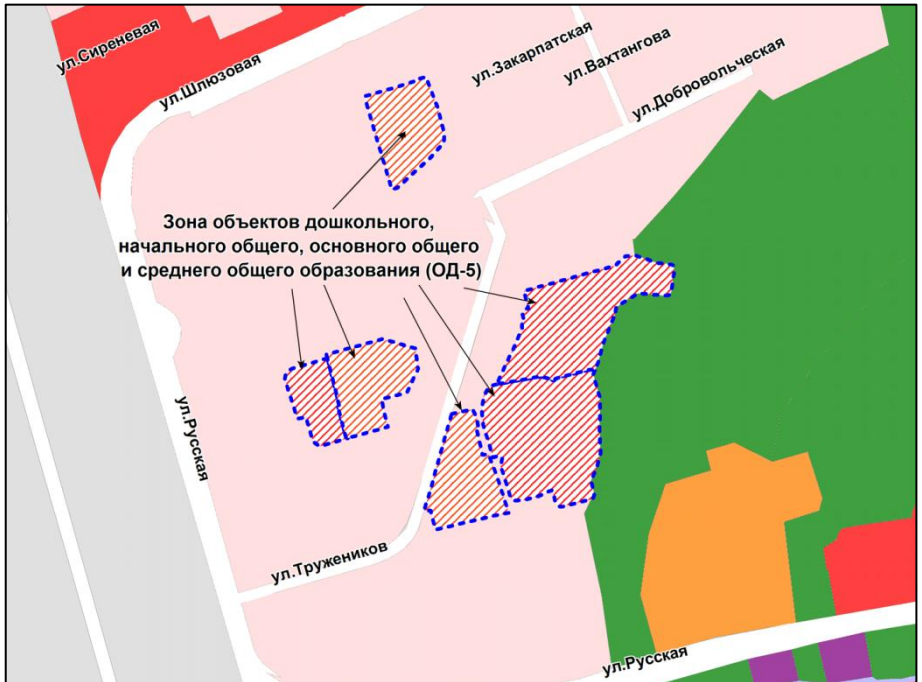 ул.Сиреневая
ул.Шлюзовая
ул.Закарпатская
ул.Вахтангова
ул.Добровольческая
Зона объектов дошкольного,
начального общего, основного общего
и среднего общего образования (ОД-5)
ул.Русская
ул.Тружеников
ул.Русская